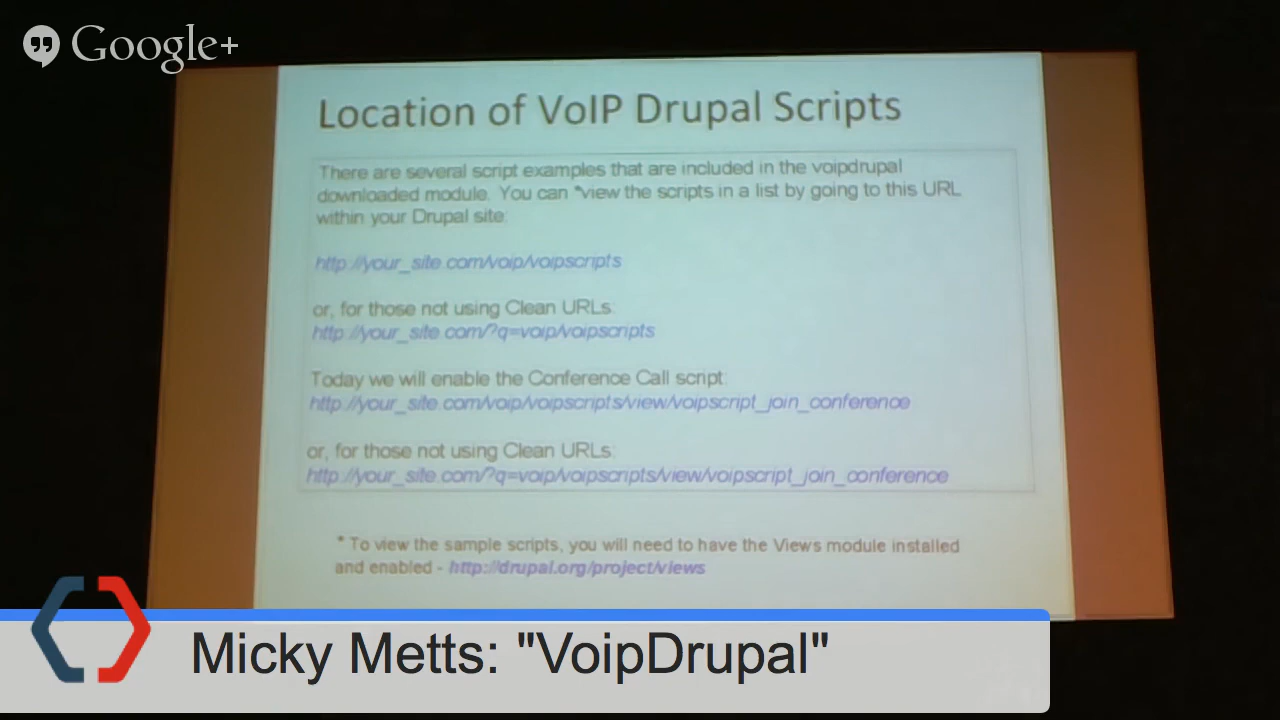 Google+
Location of VoIP Drupal Scripts
There are several script examples that are included in the voipdrupal
downloaded module. You can *view the scripts in a list by going to this URL
within your Drupal site:
http://your_site.com/voip/voipscripts
or, for those not using Clean URLs:
http://your_site.com/?q=voip/voipscripts
Today we will enable the Conference Call script:
http://your_site.com/voip/voipscripts/view/voipscript_join_conference
or, for those not using Clean URLs:
http://your_site.com/?q=voip/voipscripts/view/voipscript_join_conference
* To view the sample scripts, you will need to have the Views module installed
and enabled - http://drupal.org/project/views
Micky Metts: "VoipDrupal"